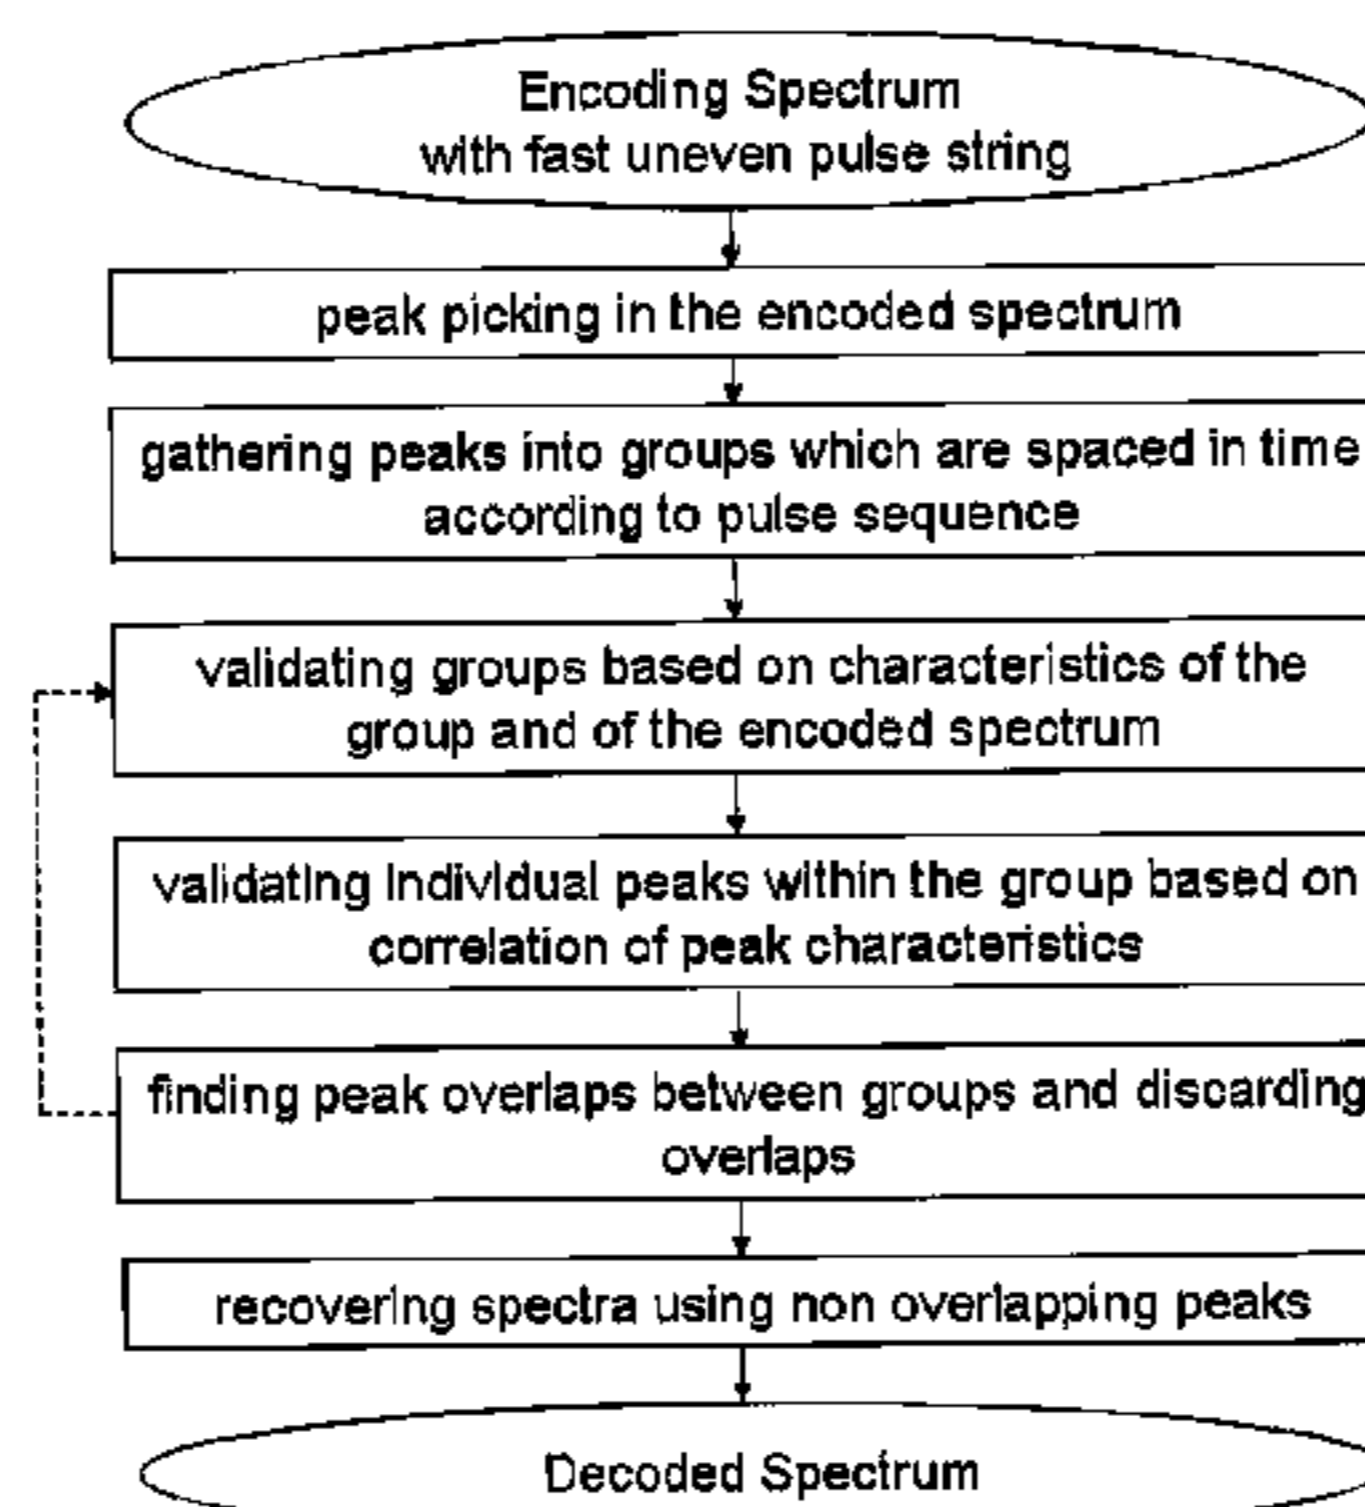 Encoding Spectrum
with fast uneven pulse string
peak picking in the encoded spectrum
gathering peaks into groups which are spaced in time
according to pulse sequence
validating groups based on characteristics of the
group and of the encoded spectrum
validating individual peaks within the group based on
correlation of peak characteristics
finding peak overlaps between groups and discarding
overlaps
recovering spectra using non overlapping peaks
Decoded Spectrum